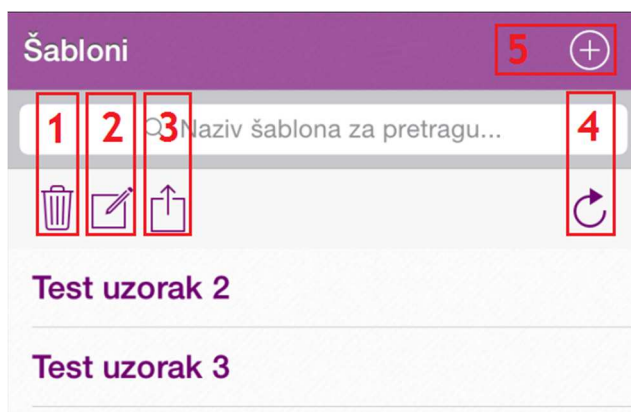 Šabloni 5
1 2 3 Naziv šablona za pretragu... 4
Test uzorak 2
Test uzorak 3